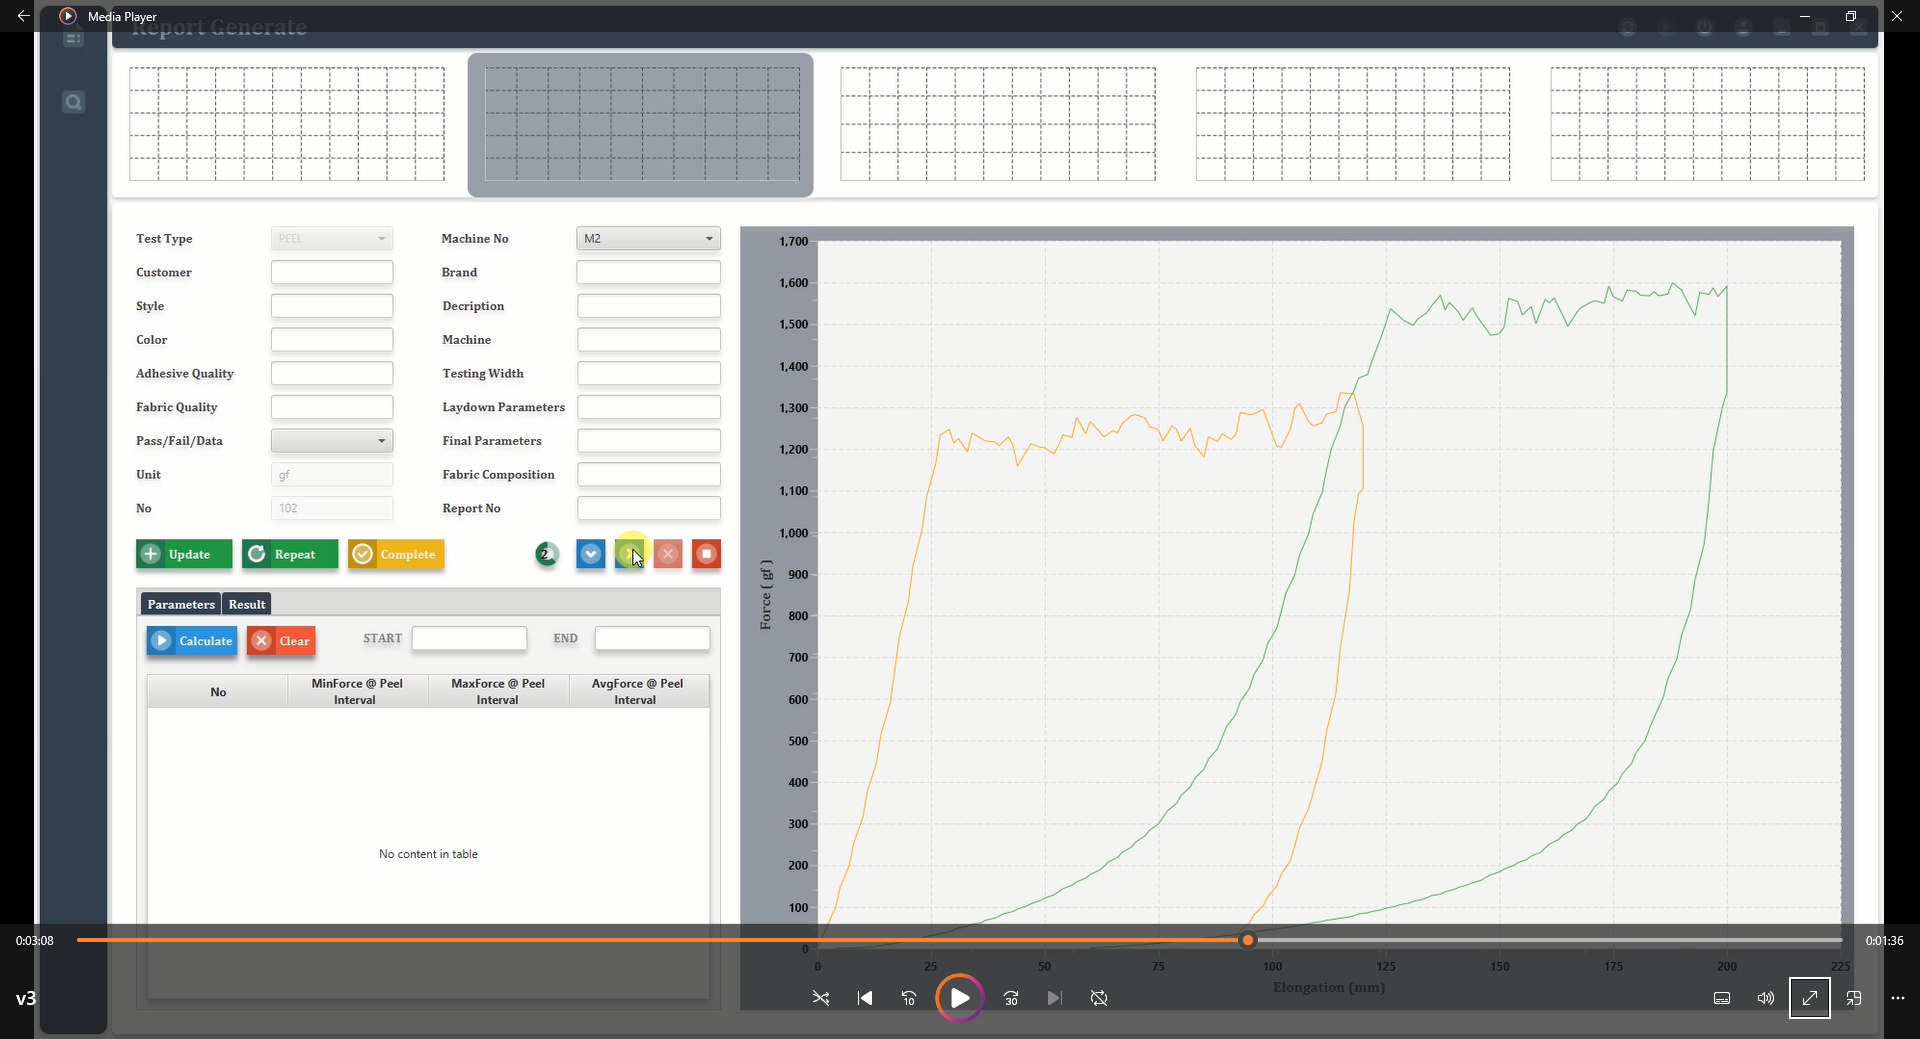 Media Player
Report Generate
Test Type PEEL Machine No M2
Customer Brand
Style Decription
Color Machine
Adhesive Quality Testing Width
Fabric Quality Laydown Parameters
Pass/Fail/Data Final Parameters
Unit gf Fabric Composition
No 102 Report No
Update Repeat Complete 2
Parameters Result
Calculate Clear START END
No MinForce @ Peel Interval MaxForce @ Peel Interval AvgForce @ Peel Interval
No content in table
1,700
1,600
1,500
1,400
1,300
1,200
1,100
1,000
900
800
700
600
500
400
300
200
100
0
Force ( gf )
0 25 50 75 100 125 150 175 200 225
Elongation (mm)
0:03:08 0:01:36
v3 10 30